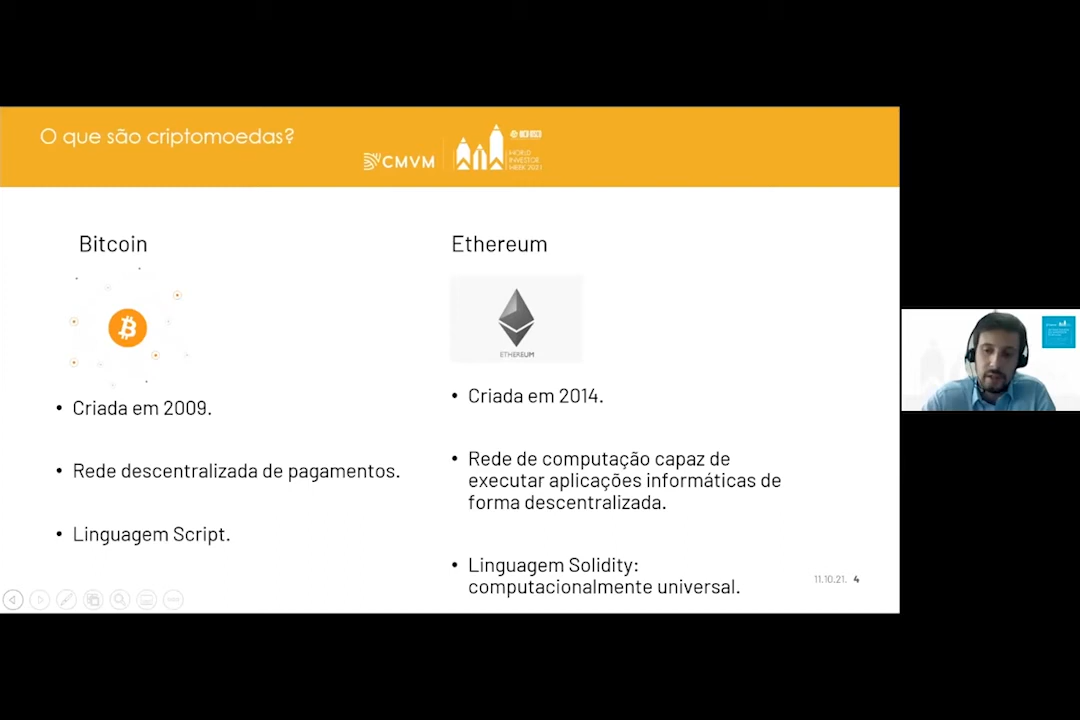 O que são criptomoedas?
CMVM
WORLD
INVESTOR
WEEK 2021
Bitcoin
Ethereum
ETHEREUM
• Criada em 2009.
• Rede descentralizada de pagamentos.
• Linguagem Script.
• Criada em 2014.
• Rede de computação capaz de
executar aplicações informáticas de
forma descentralizada.
• Linguagem Solidity:
computacionalmente universal.
11.10.21. 4